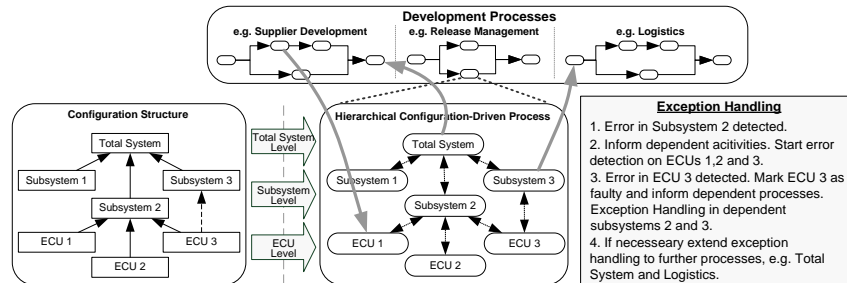 Development Processes
e.g. Supplier Development
e.g. Release Management
e.g. Logistics
Configuration Structure
Total System
Subsystem 1
Subsystem 3
Subsystem 2
ECU 1
ECU 3
ECU 2
Total System
Level
Subsystem
Level
ECU
Level
Hierarchical Configuration-Driven Process
Total System
Subsystem 1
Subsystem 3
Subsystem 2
ECU 1
ECU 3
ECU 2
Exception Handling
1. Error in Subsystem 2 detected.
2. Inform dependent acitivities. Start error
detection on ECUs 1,2 and 3.
3. Error in ECU 3 detected. Mark ECU 3 as
faulty and inform dependent processes.
Exception Handling in dependent
subsystems 2 and 3.
4. If necesseary extend exception
handling to further processes, e.g. Total
System and Logistics.